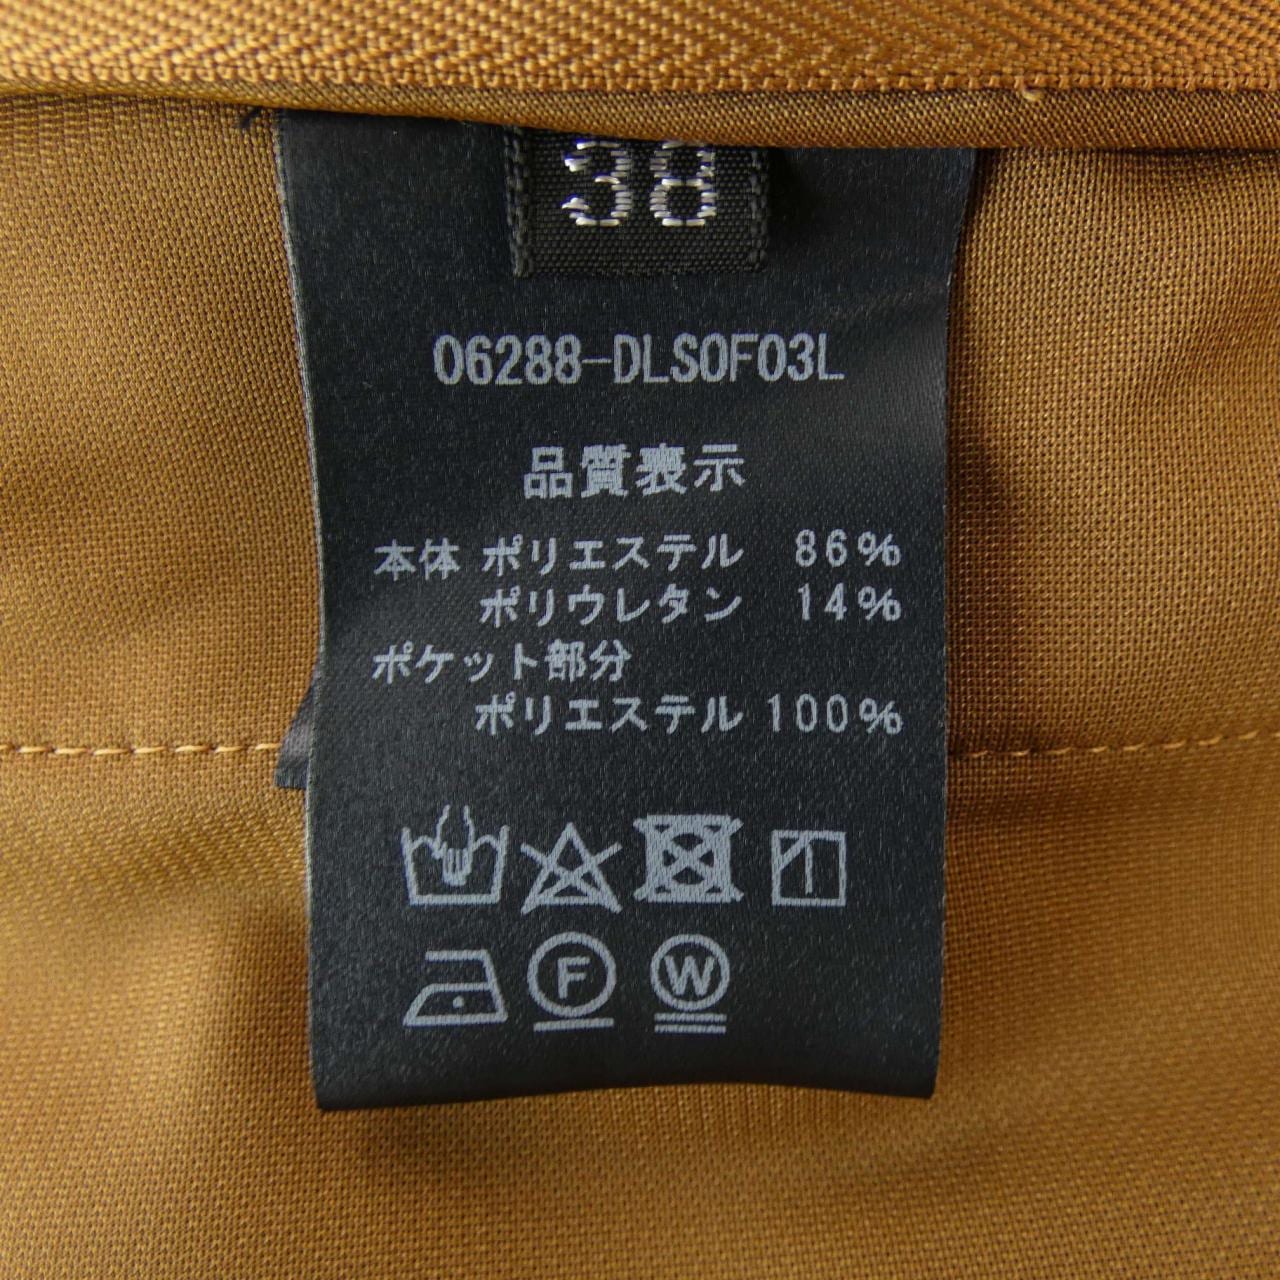 38
06288-DLS0F03L
品質表示
本体 ポリエステル 86%
ポリウレタン 14%
ポケット部分
ポリエステル 100%
F W